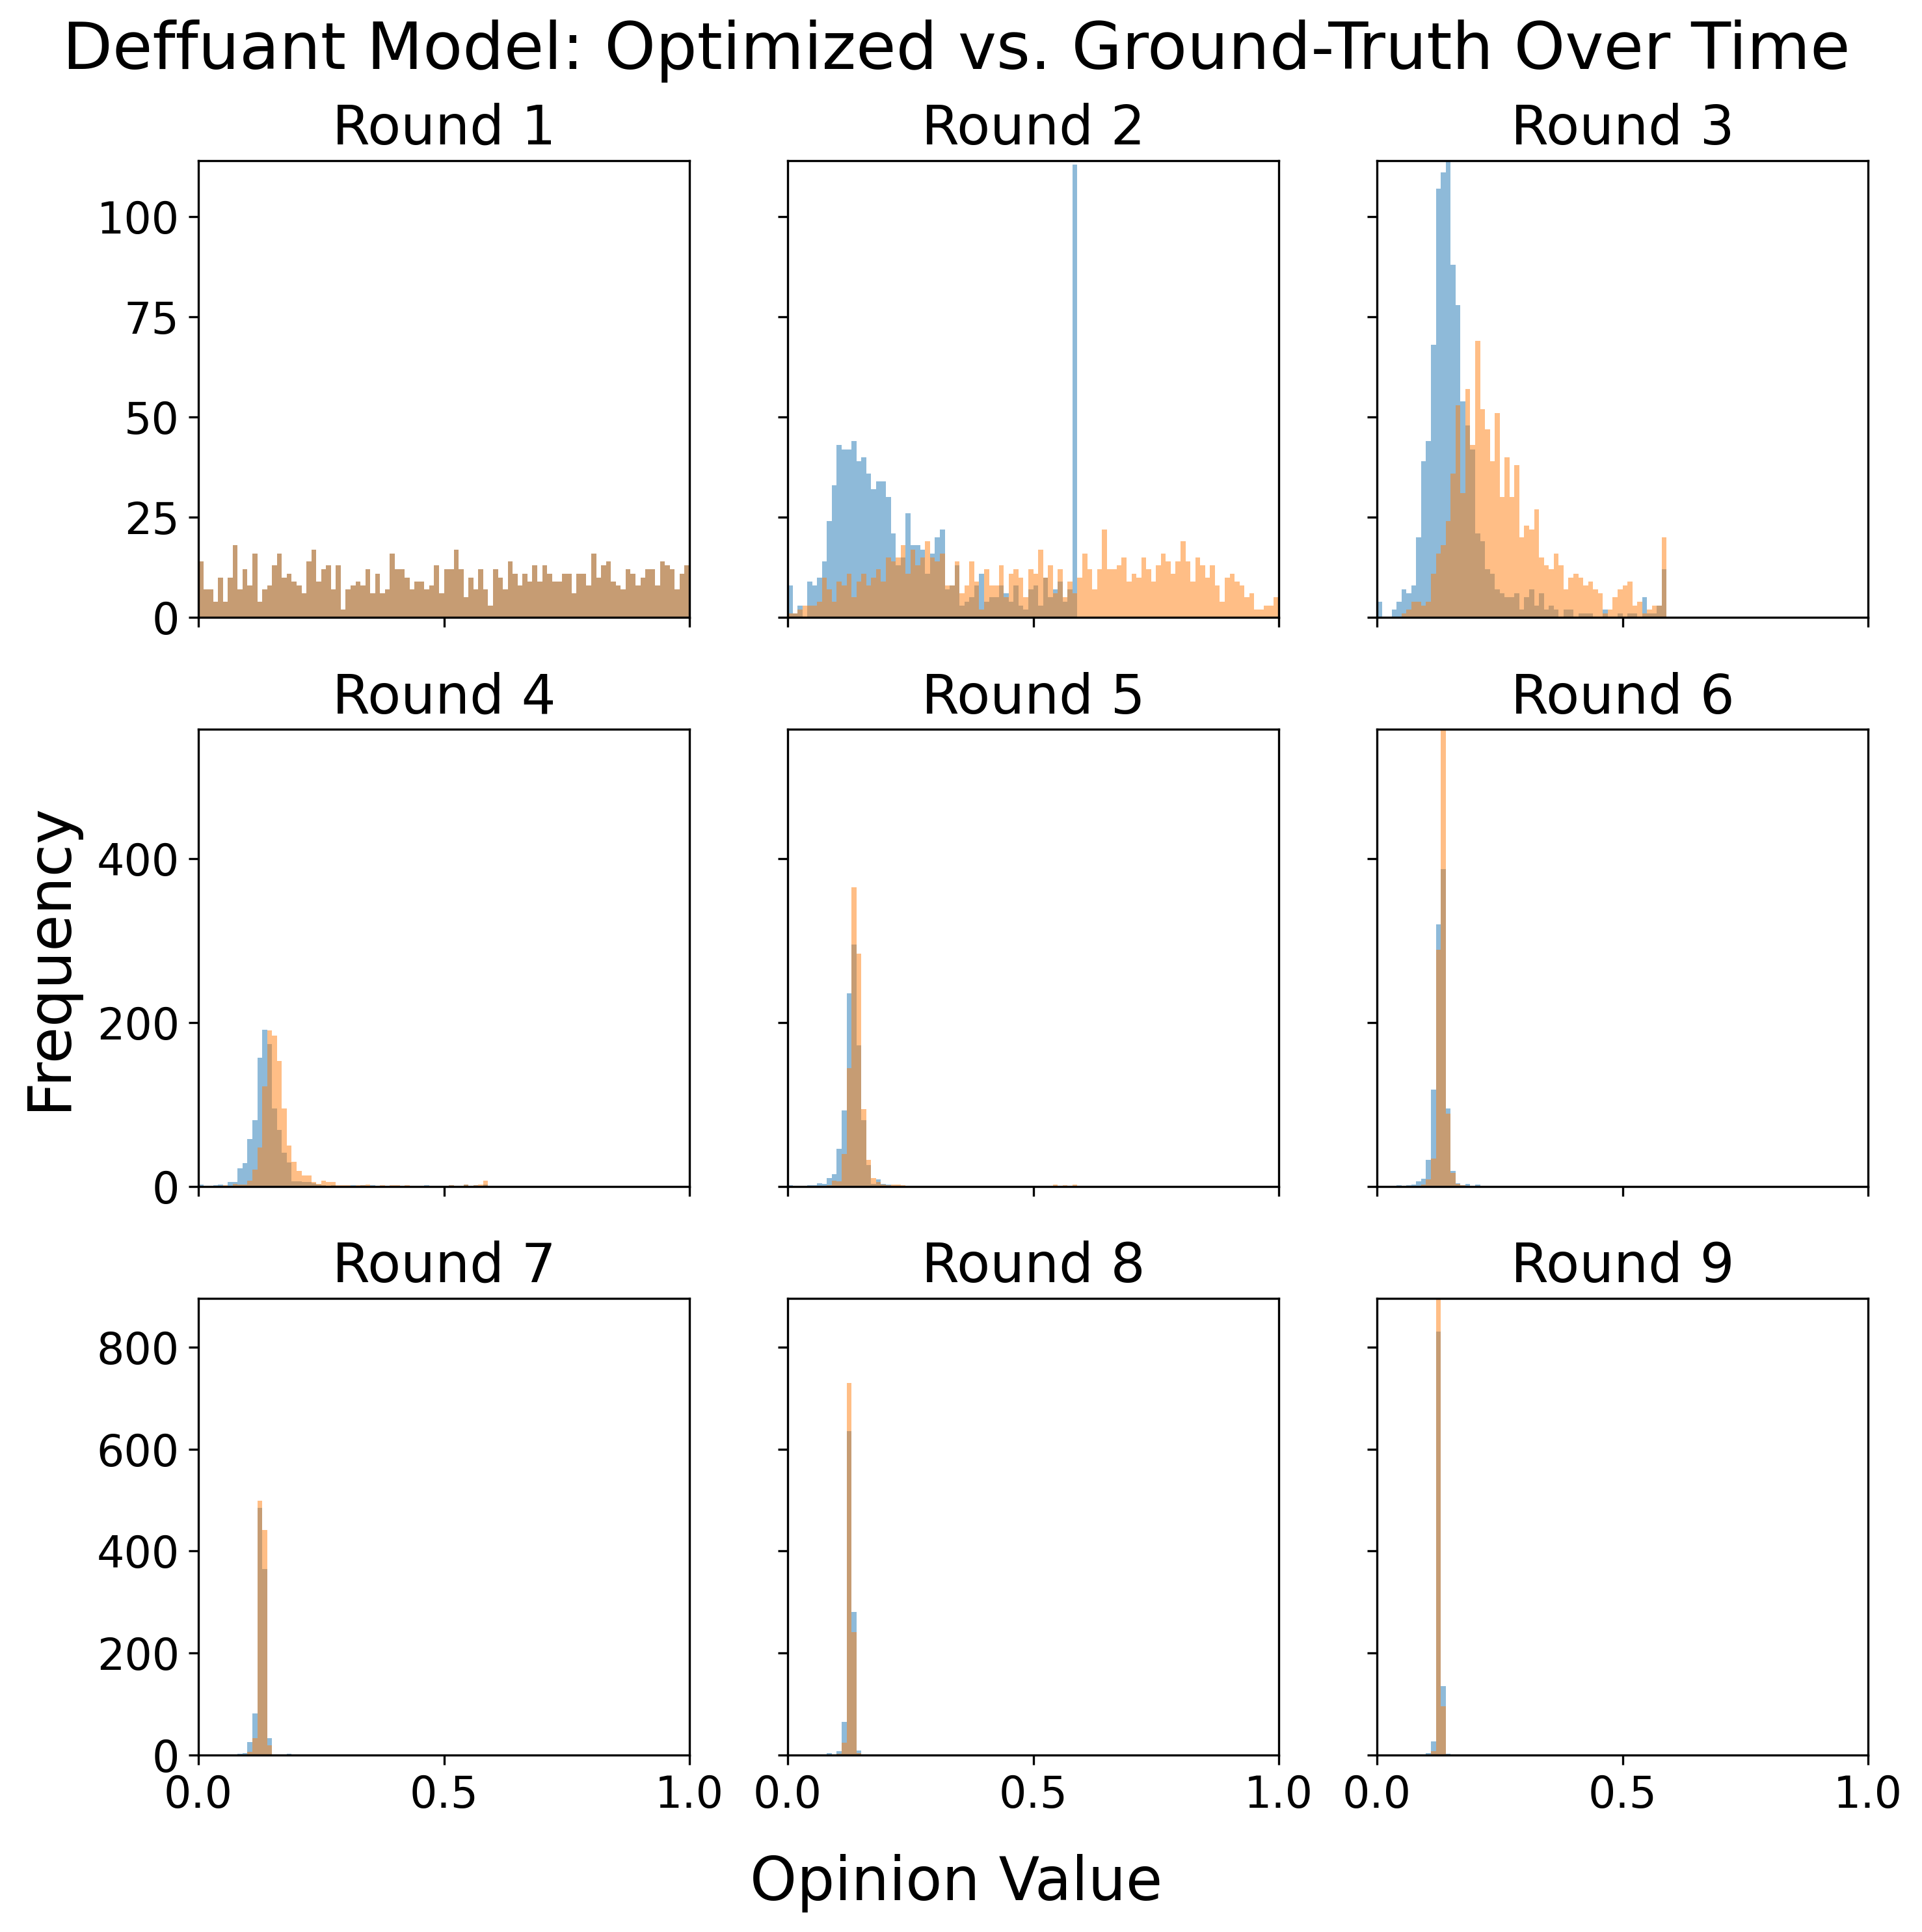 Deffuant Model: Optimized vs. Ground-Truth Over Time
Round 1
Round 2
Round 3
100
75
50
25
0
Round 4
Round 5
Round 6
400
200
0
Frequency
Round 7
Round 8
Round 9
800
600
400
200
0
0.0 0.5 1.0 0.0 0.5 1.0 0.0 0.5 1.0
Opinion Value